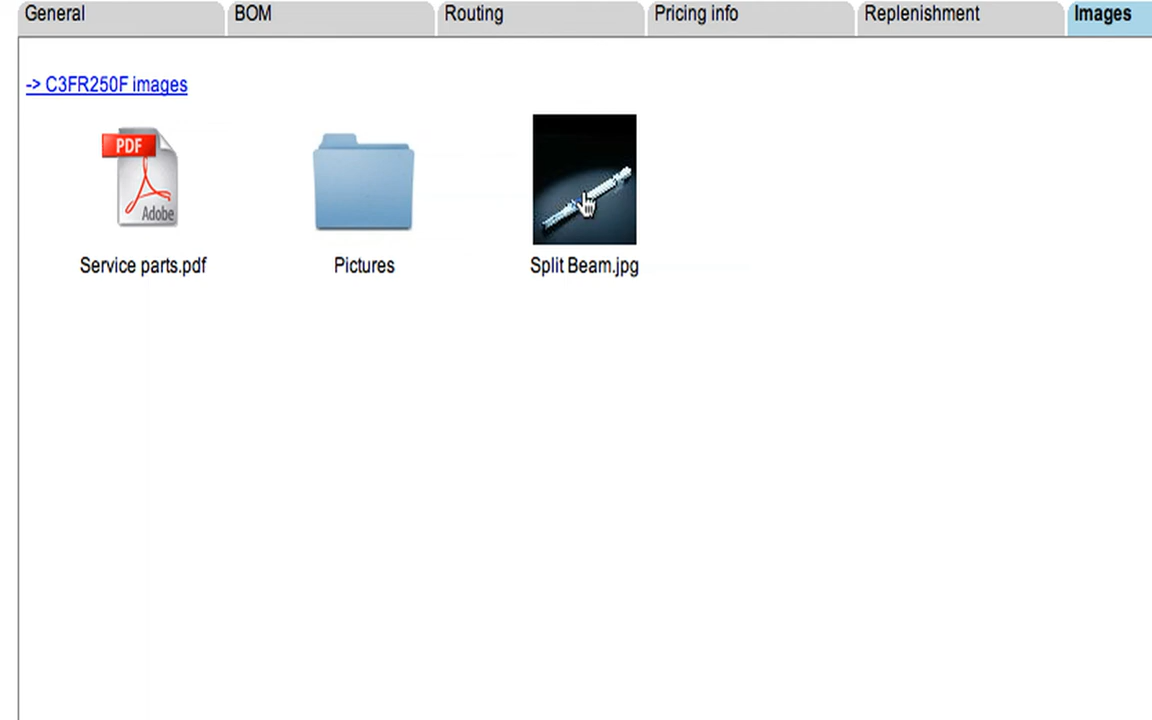 General
BOM
Routing
Pricing info
Replenishment
Images
-> C3FR250F images
PDF
Adobe
Service parts.pdf
Pictures
Split Beam.jpg